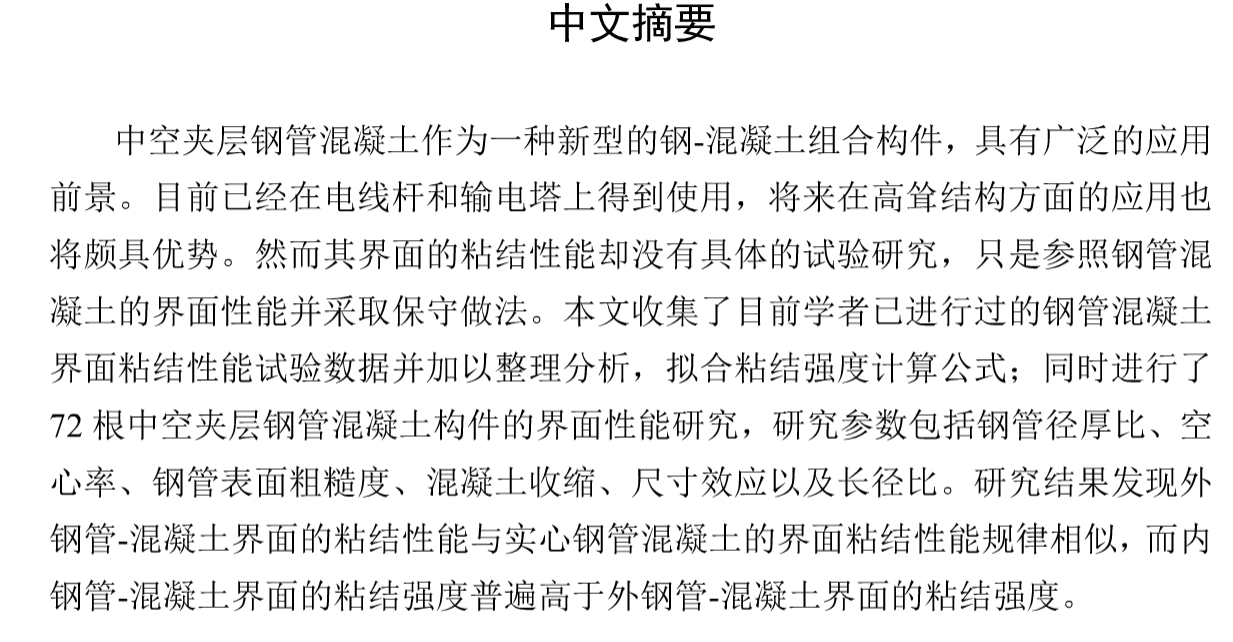 中文摘要
中空夹层钢管混凝土作为一种新型的钢-混凝土组合构件，具有广泛的应用
前景。目前已经在电线杆和输电塔上得到使用，将来在高耸结构方面的应用也
将颇具优势。然而其界面的粘结性能却没有具体的试验研究，只是参照钢管混
凝土的界面性能并采取保守做法。本文收集了目前学者已进行过的钢管混凝土
界面粘结性能试验数据并加以整理分析，拟合粘结强度计算公式；同时进行了
72 根中空夹层钢管混凝土构件的界面性能研究，研究参数包括钢管径厚比、空
心率、钢管表面粗糙度、混凝土收缩、尺寸效应以及长径比。研究结果发现外
钢管-混凝土界面的粘结性能与实心钢管混凝土的界面粘结性能规律相似，而内
钢管-混凝土界面的粘结强度普遍高于外钢管-混凝土界面的粘结强度。